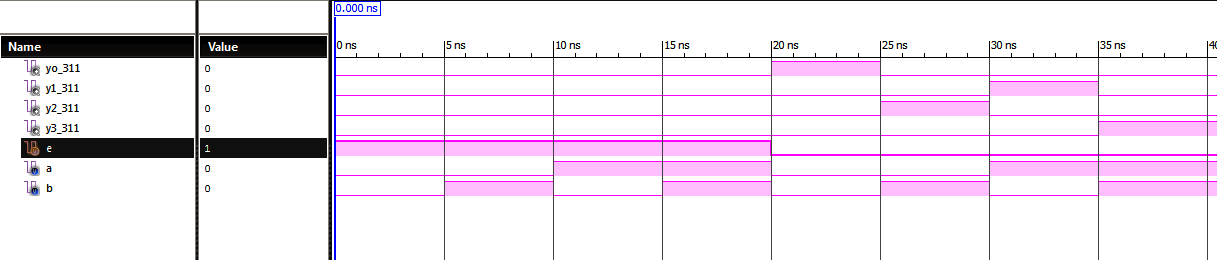 0.000 ns
Name Value
0 ns 5 ns 10 ns 15 ns 20 ns 25 ns 30 ns 35 ns 40
yo_311 0
y1_311 0
y2_311 0
y3_311 0
e 1
a 0
b 0